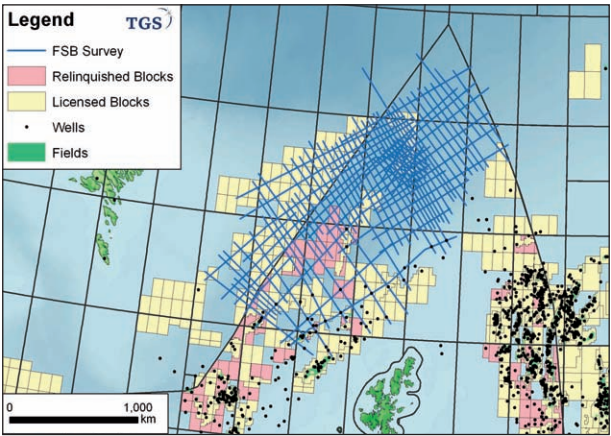 Legend
TGS
FSB Survey
Relinquished Blocks
Licensed Blocks
Wells
Fields
0 1,000
km